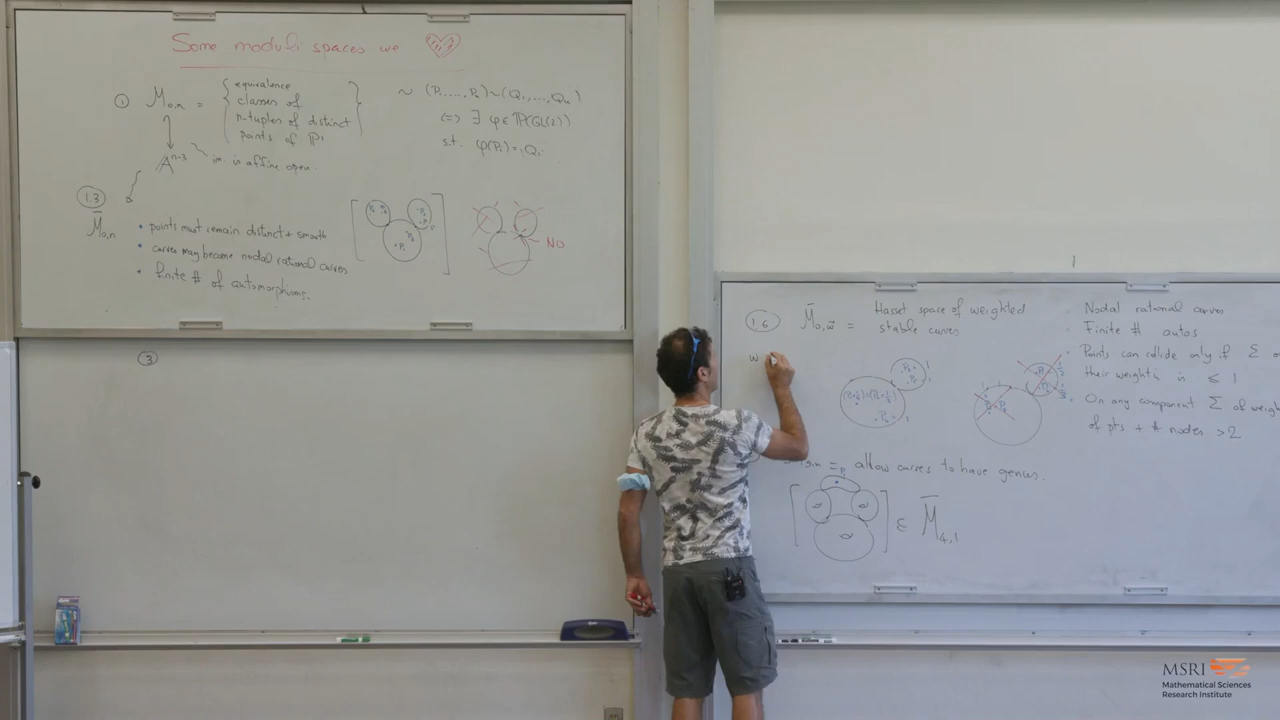 Some moduli spaces we
① M₀,ₙ = { equivalence classes of n-tuples of distinct points of P¹ }
~ (P₁,...,Pₙ) ~ (Q₁,...,Qₙ)
<=> ∃ φ ∈ PGL(2)
s.t. φ(Pᵢ) = Qᵢ
Aⁿ⁻³
im. in affine open.
1.3
M̄₀,ₙ
• points must remain distinct + smooth
• curves may become nodal rational curves
• finite # of automorphisms.
NO
③
1.6
M̄₀,w⃗ = Hasset space of weighted stable curves
· Nodal rational curves
· Finite # autos
· Points can collide only if Σ
their weights is ≤ 1
· On any component Σ of
of pts + # nodes > 2
w
allow curves to have genus.
ε M̄₄,₁
MSRI
Mathematical Sciences
Research Institute